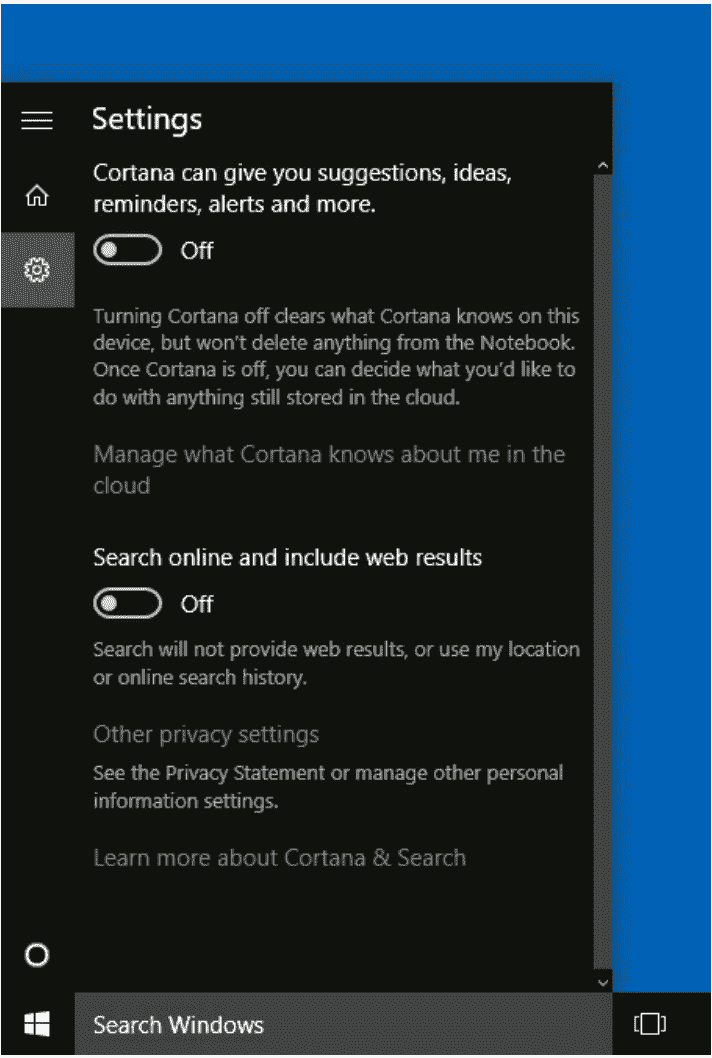 Settings
Cortana can give you suggestions, ideas,
reminders, alerts and more.
Off
Turning Cortana off clears what Cortana knows on this
device, but won't delete anything from the Notebook.
Once Cortana is off, you can decide what you'd like to
do with anything still stored in the cloud.
Manage what Cortana knows about me in the
cloud
Search online and include web results
Off
Search will not provide web results, or use my location
or online search history.
Other privacy settings
See the Privacy Statement or manage other personal
information settings.
Learn more about Cortana & Search
Search Windows